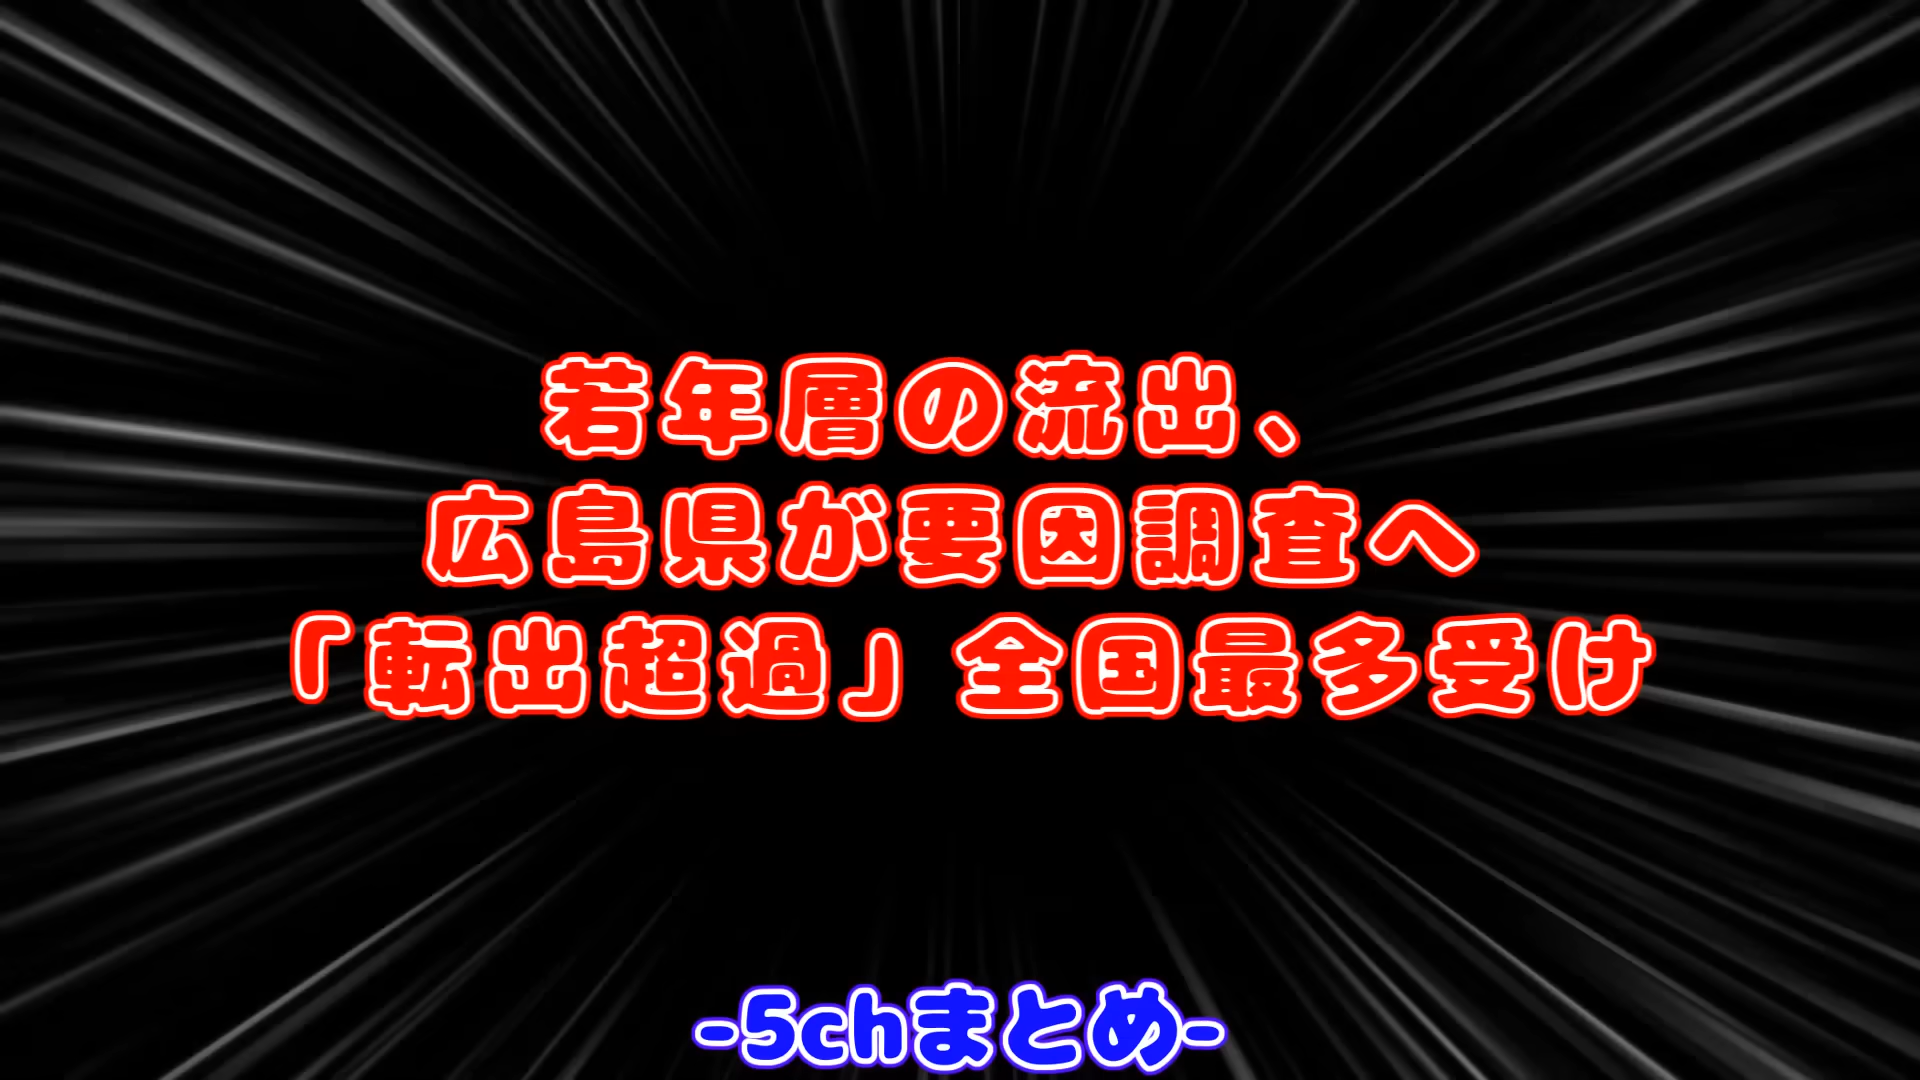 若年層の流出、
広島県が要因調査へ
「転出超過」全国最多受け
-5chまとめ-